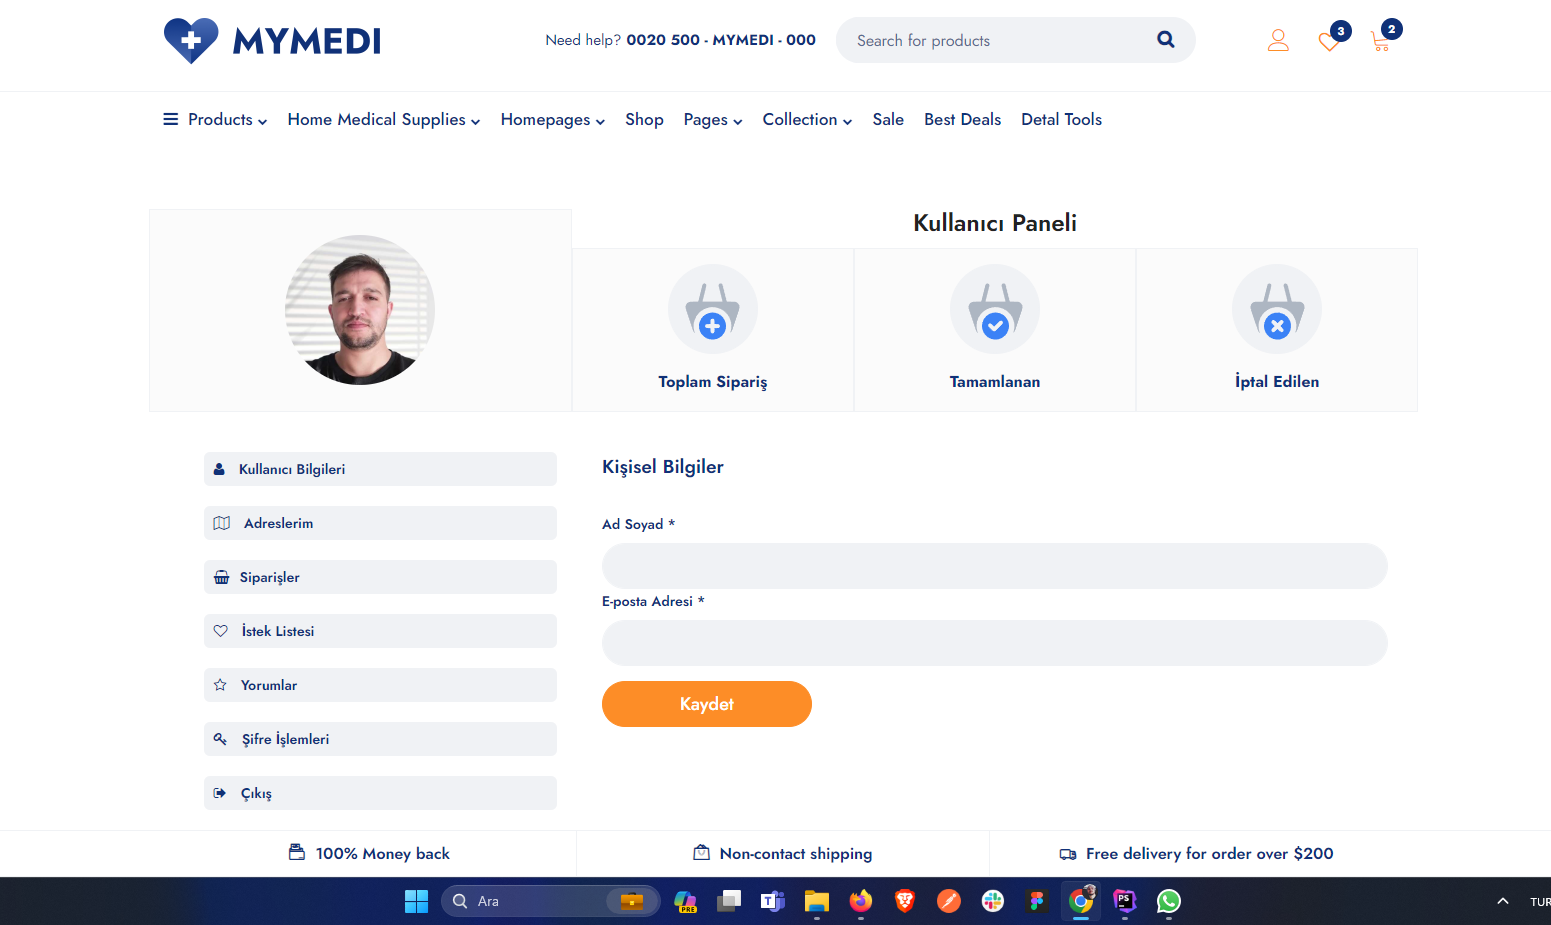 MYMEDI
Need help? 0020 500 - MYMEDI - 000
Search for products
3
2
Products
Home Medical Supplies
Homepages
Shop
Pages
Collection
Sale
Best Deals
Detal Tools
Kullanıcı Paneli
Toplam Sipariş
Tamamlanan
İptal Edilen
Kullanıcı Bilgileri
Adreslerim
Siparişler
İstek Listesi
Yorumlar
Şifre İşlemleri
Çıkış
Kişisel Bilgiler
Ad Soyad *
E-posta Adresi *
Kaydet
100% Money back
Non-contact shipping
Free delivery for order over $200
Ara
PRE
T
PS
TUR